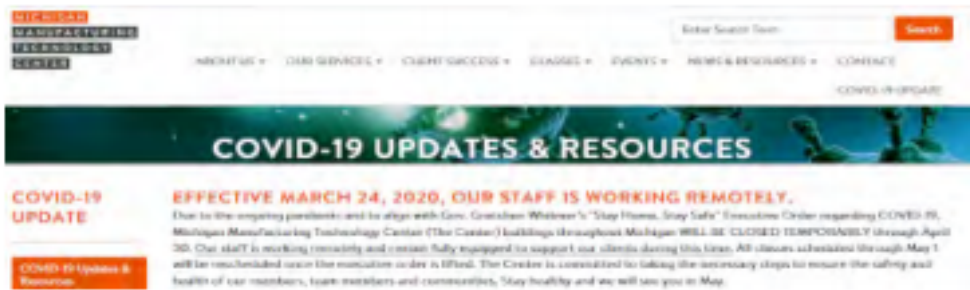 MICHIGAN
MANUFACTURING
TECHNOLOGY
CENTER
Enter Search Term
Search
ABOUT US
OUR SERVICES
CLIENT SUCCESS
CLASSES
EVENTS
NEWS & RESOURCES
CONTACT
COVID-19 UPDATE
COVID-19 UPDATES & RESOURCES
COVID-19
UPDATE
COVID-19 Updates &
Resources
EFFECTIVE MARCH 24, 2020, OUR STAFF IS WORKING REMOTELY.
Due to the ongoing pandemic and to align with Gov. Gretchen Whitmer's "Stay Home, Stay Safe" Executive Order regarding COVID-19,
Michigan Manufacturing Technology Center (The Center) buildings throughout Michigan WILL BE CLOSED TEMPORARILY through April
30. Our staff is working remotely and remain fully equipped to support our clients during this time. All classes scheduled through May 1
will be rescheduled once the executive order is lifted. The Center is committed to taking the necessary steps to ensure the safety and
health of our members, team members and communities. Stay healthy and we will see you in May.